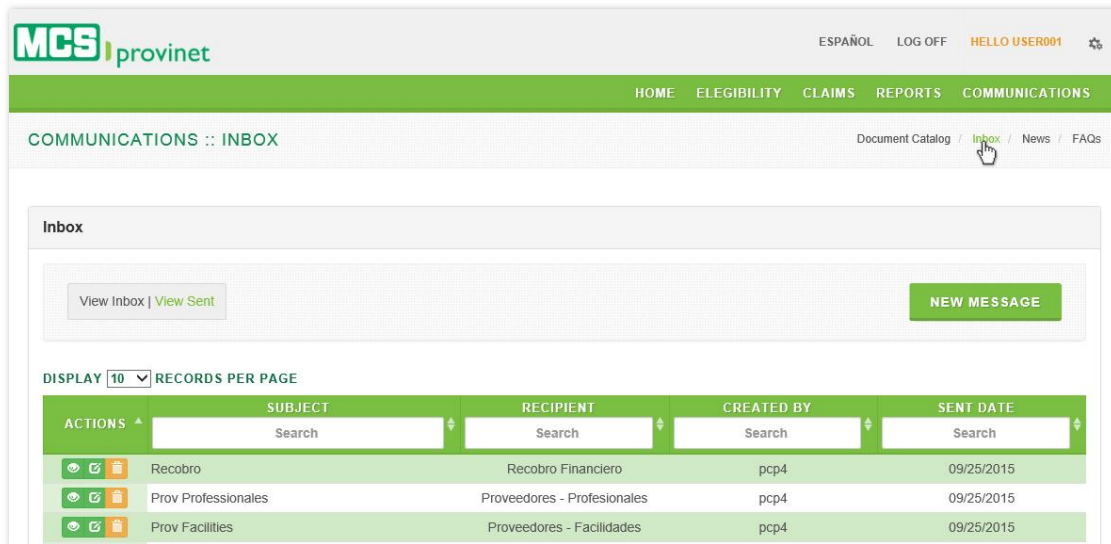 MCS provinet
ESPAÑOL LOG OFF HELLO USER001
HOME ELEGIBILITY CLAIMS REPORTS COMMUNICATIONS
COMMUNICATIONS :: INBOX
Document Catalog / Inbox / News / FAQs
Inbox
View Inbox | View Sent
NEW MESSAGE
DISPLAY 10 RECORDS PER PAGE
ACTIONS SUBJECT RECIPIENT CREATED BY SENT DATE
Search Search Search Search
Recobro Recobro Financiero pcp4 09/25/2015
Prov Professionales Proveedores - Profesionales pcp4 09/25/2015
Prov Facilities Proveedores - Facilidades pcp4 09/25/2015